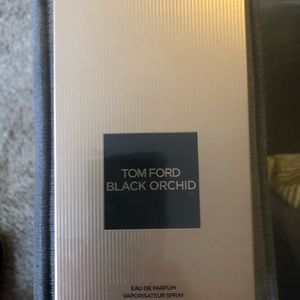 TOM FORD
BLACK ORCHID
EAU DE PARFUM
VAPORISATEUR SPRAY